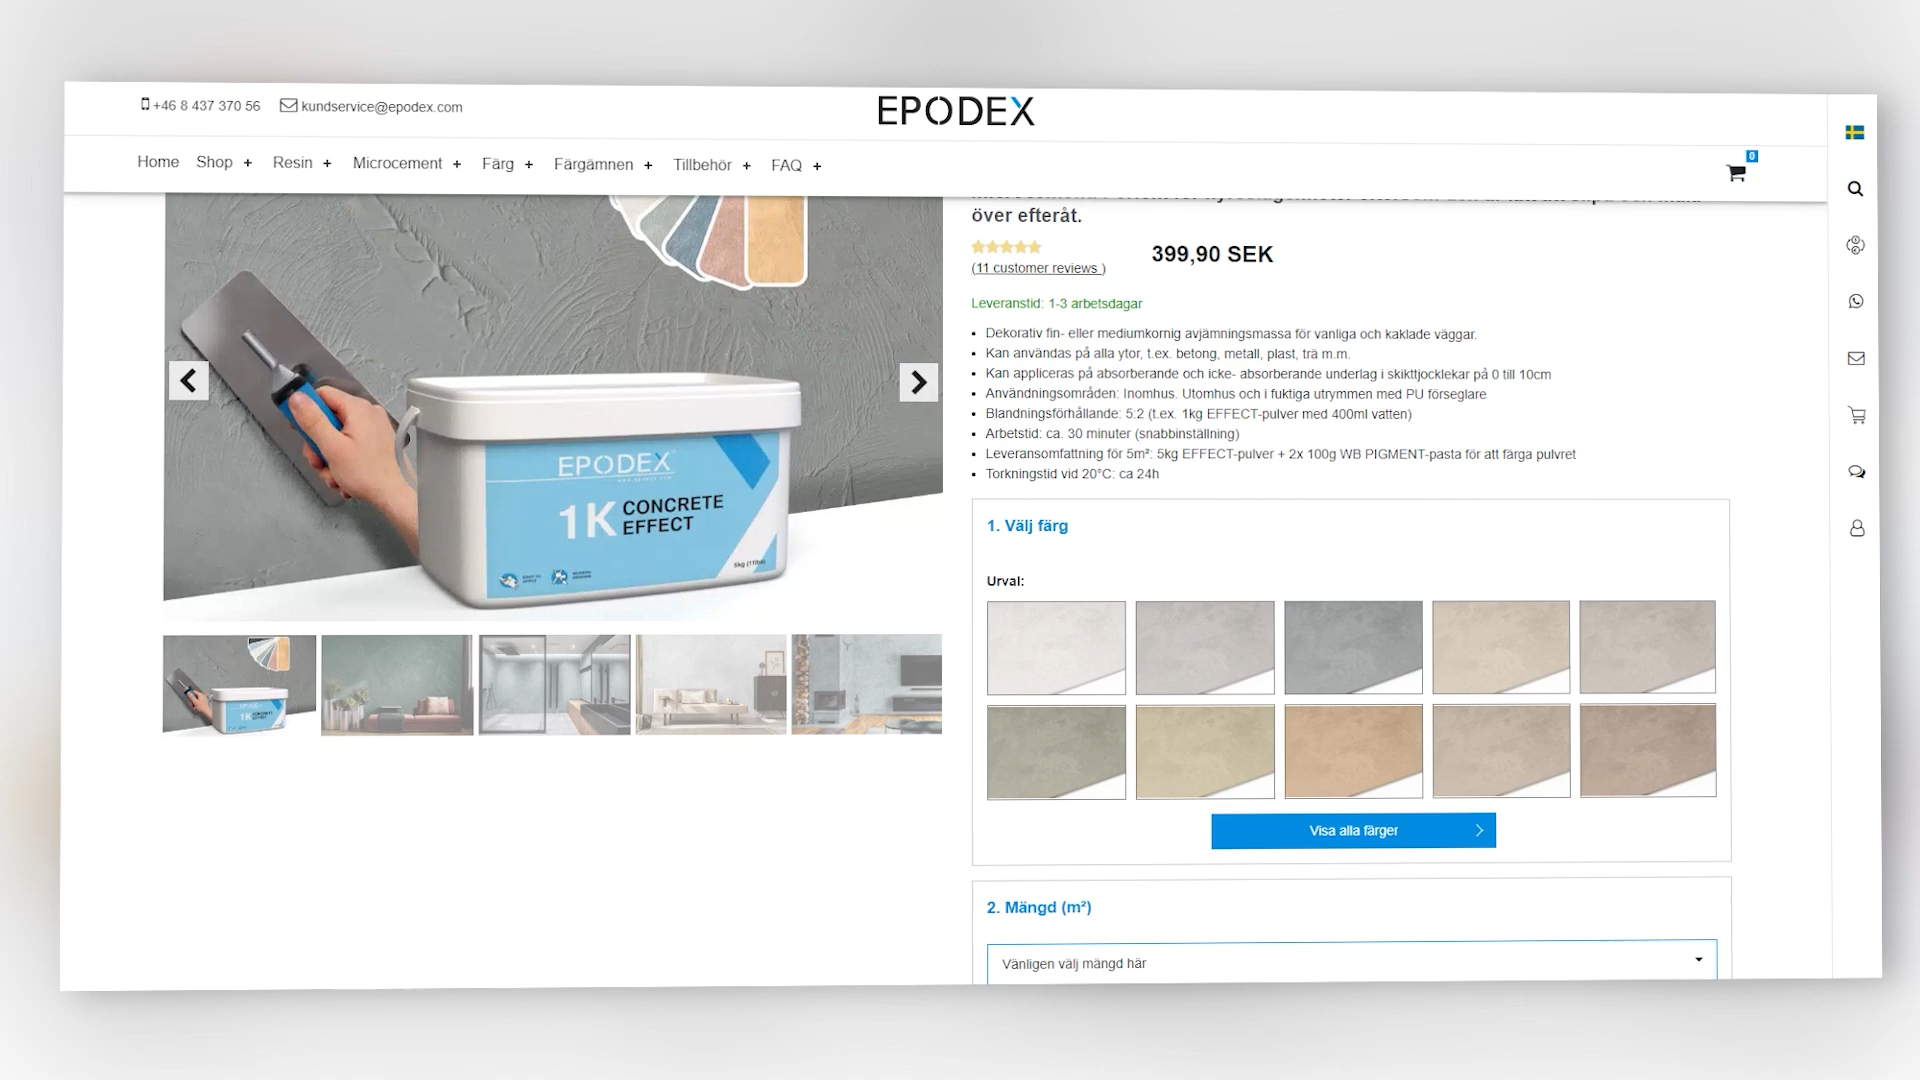 +46 8 437 370 56 kundservice@epodex.com
EPODEX
0
Home Shop + Resin + Microcement + Färg + Färgämnen + Tillbehör + FAQ +
över efteråt.
399,90 SEK
(11 customer reviews )
Leveranstid: 1-3 arbetsdagar
• Dekorativ fin- eller mediumkornig avjämningsmassa för vanliga och kaklade väggar.
• Kan användas på alla ytor, t.ex. betong, metall, plast, trä m.m.
• Kan appliceras på absorberande och icke- absorberande underlag i skikttjocklekar på 0 till 10cm
• Användningsområden: Inomhus. Utomhus och i fuktiga utrymmen med PU förseglare
• Blandningsförhållande: 5:2 (t.ex. 1kg EFFECT-pulver med 400ml vatten)
• Arbetstid: ca. 30 minuter (snabbinställning)
• Leveransomfattning för 5m²: 5kg EFFECT-pulver + 2x 100g WB PIGMENT-pasta för att färga pulvret
• Torkningstid vid 20°C: ca 24h
EPODEX
1K CONCRETE
EFFECT
5kg (11lbs)
1. Välj färg
Urval:
Visa alla färger
2. Mängd (m²)
Vänligen välj mängd här